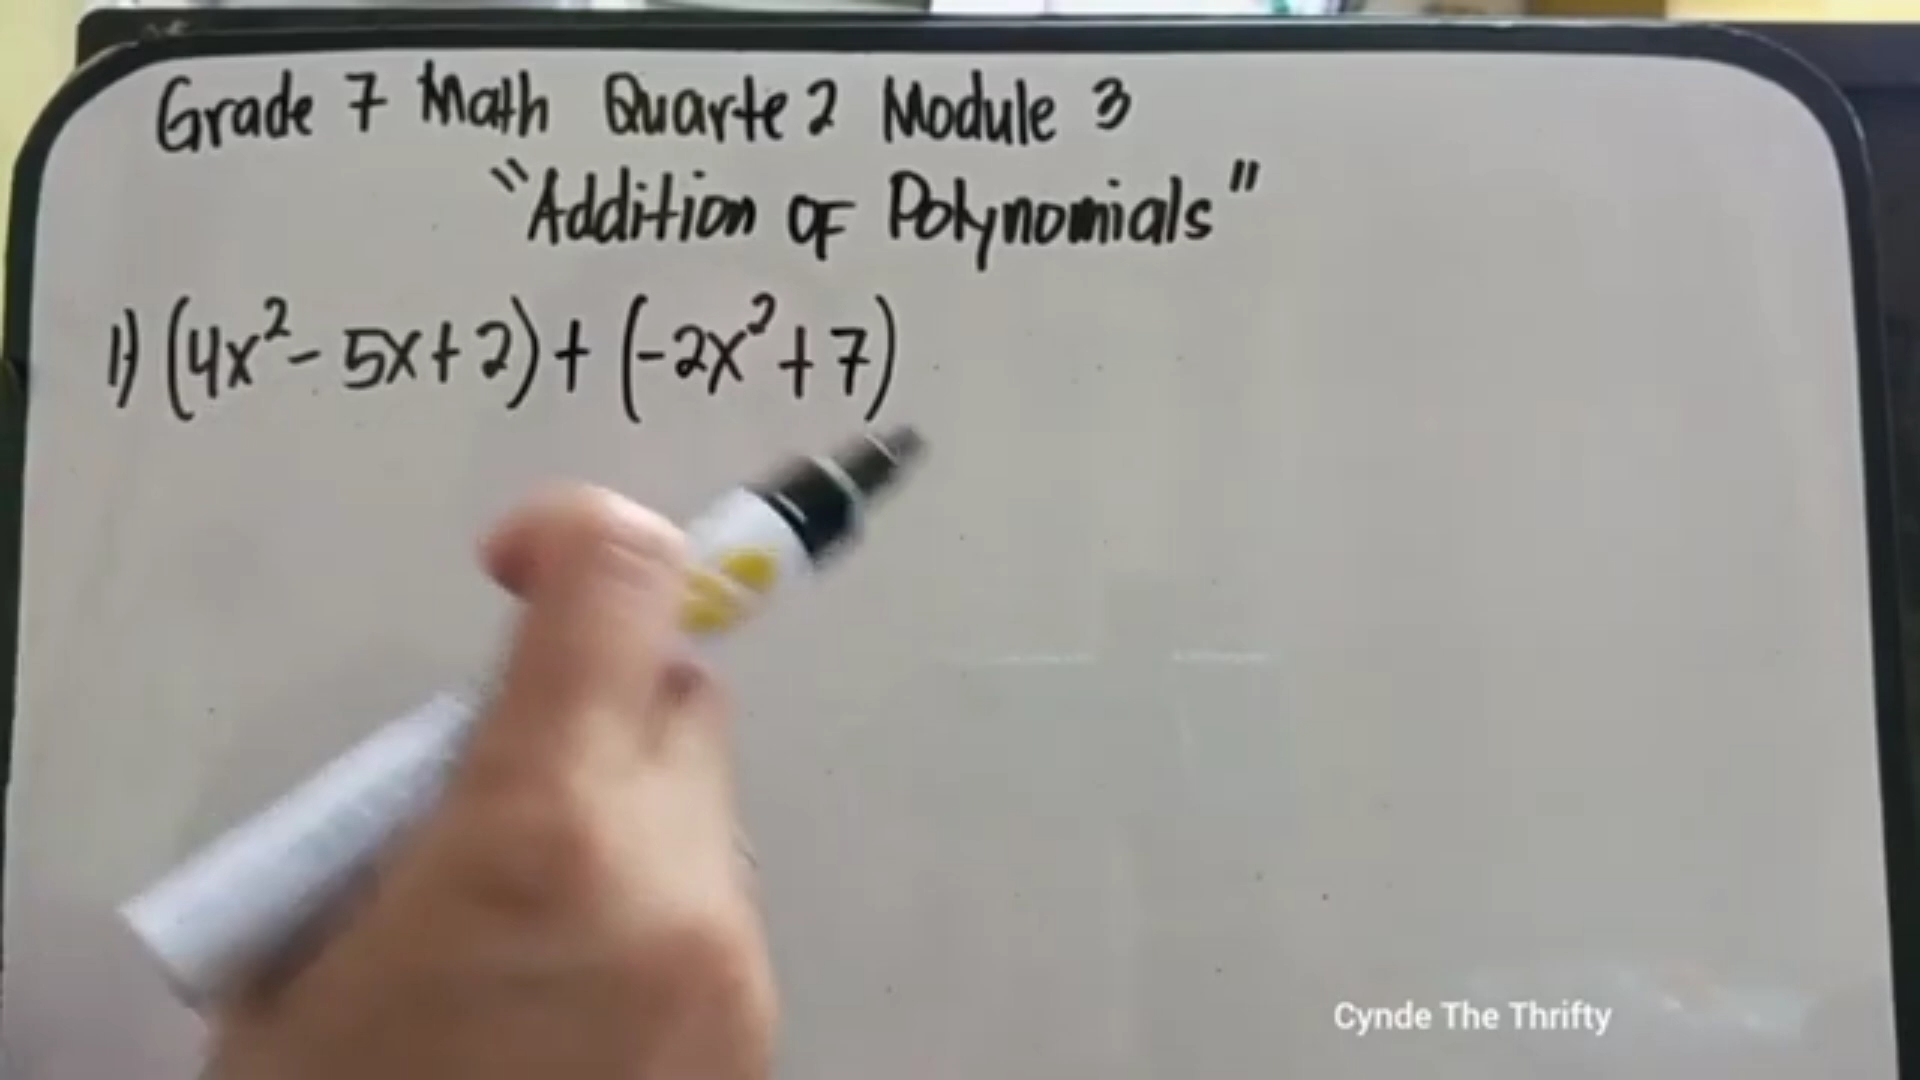 Grade 7 Math Quarte 2 Module 3
"Addition OF Polynomials"
1) (4x² - 5x + 2) + (-2x² + 7)
Cynde The Thrifty